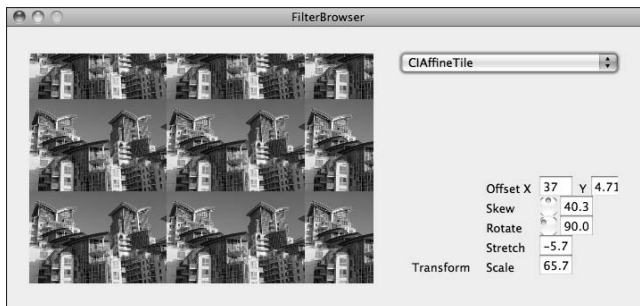 FilterBrowser
CIAffineTile
Offset X 37 Y 4.71
Skew 40.3
Rotate 90.0
Stretch -5.7
Transform Scale 65.7